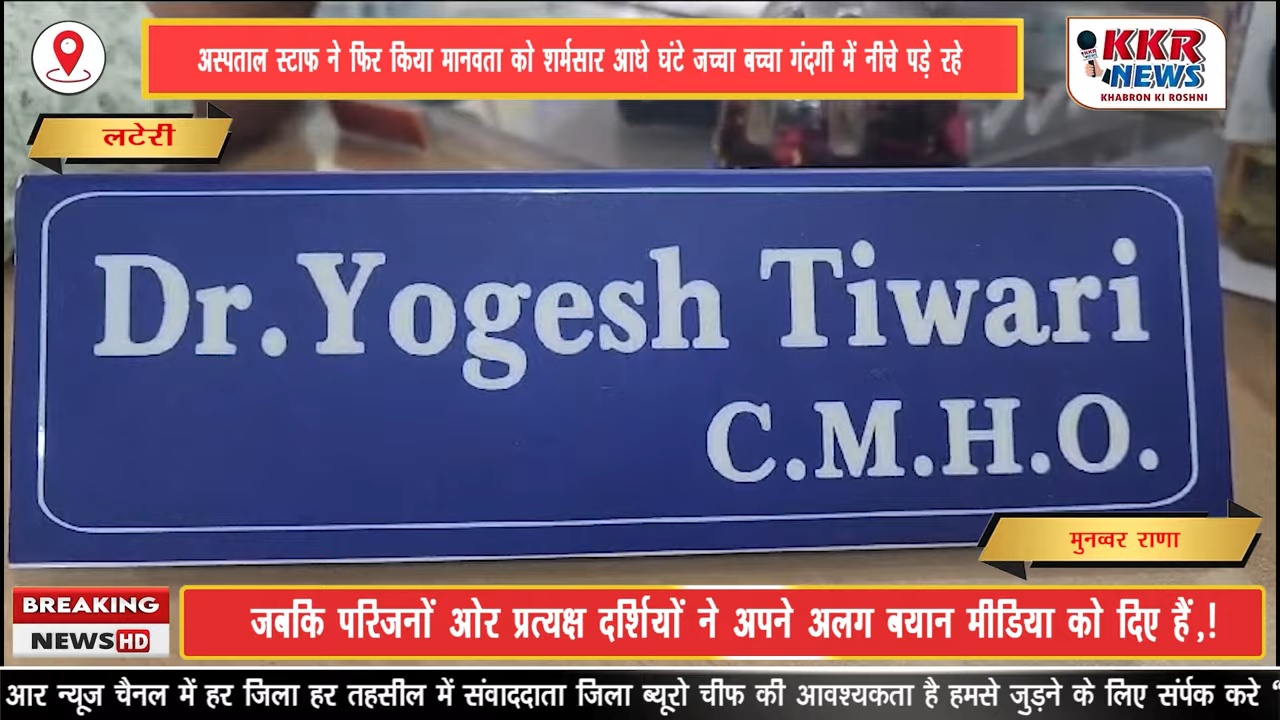 अस्पताल स्टाफ ने फिर किया मानवता को शर्मसार आधे घंटे जच्चा बच्चा गंदगी में नीचे पड़े रहे
KKR
NEWS
KHABRON KI ROSHNI
लटेरी
Dr.Yogesh Tiwari
C.M.H.O.
मुनव्वर राणा
BREAKING
NEWS HD
जबकि परिजनों ओर प्रत्यक्ष दर्शियों ने अपने अलग बयान मीडिया को दिए हैं,!
आर न्यूज चैनल में हर जिला हर तहसील में संवाददाता जिला ब्यूरो चीफ की आवश्यकता है हमसे जुड़ने के लिए संर्पक करे